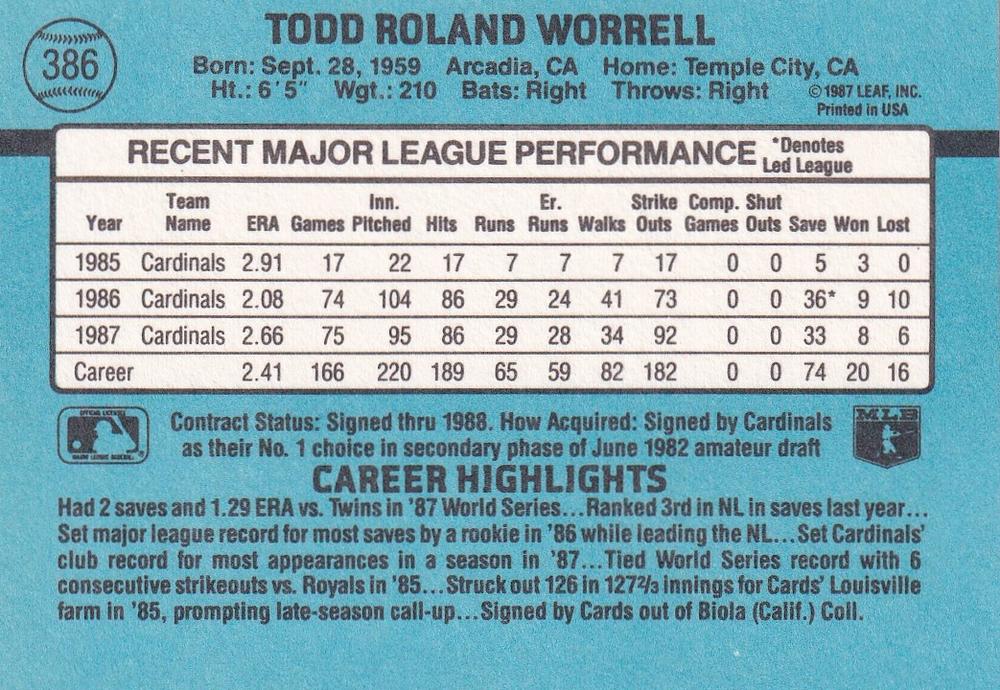 386
TODD ROLAND WORRELL
Born: Sept. 28, 1959 Arcadia, CA Home: Temple City, CA
Ht.: 6'5" Wgt.: 210 Bats: Right Throws: Right
© 1987 LEAF, INC.
Printed in USA
RECENT MAJOR LEAGUE PERFORMANCE *Denotes Led League
Year Team Name ERA Games Inn. Pitched Hits Runs Er. Runs Walks Strike Outs Comp. Games Shut Outs Save Won Lost
1985 Cardinals 2.91 17 22 17 7 7 7 17 0 0 5 3 0
1986 Cardinals 2.08 74 104 86 29 24 41 73 0 0 36* 9 10
1987 Cardinals 2.66 75 95 86 29 28 34 92 0 0 33 8 6
Career 2.41 166 220 189 65 59 82 182 0 0 74 20 16
Contract Status: Signed thru 1988. How Acquired: Signed by Cardinals
as their No. 1 choice in secondary phase of June 1982 amateur draft
MLB
CAREER HIGHLIGHTS
Had 2 saves and 1.29 ERA vs. Twins in '87 World Series...Ranked 3rd in NL in saves last year...
Set major league record for most saves by a rookie in '86 while leading the NL...Set Cardinals'
club record for most appearances in a season in '87...Tied World Series record with 6
consecutive strikeouts vs. Royals in '85...Struck out 126 in 127 2/3 innings for Cards' Louisville
farm in '85, prompting late-season call-up...Signed by Cards out of Biola (Calif.) Coll.